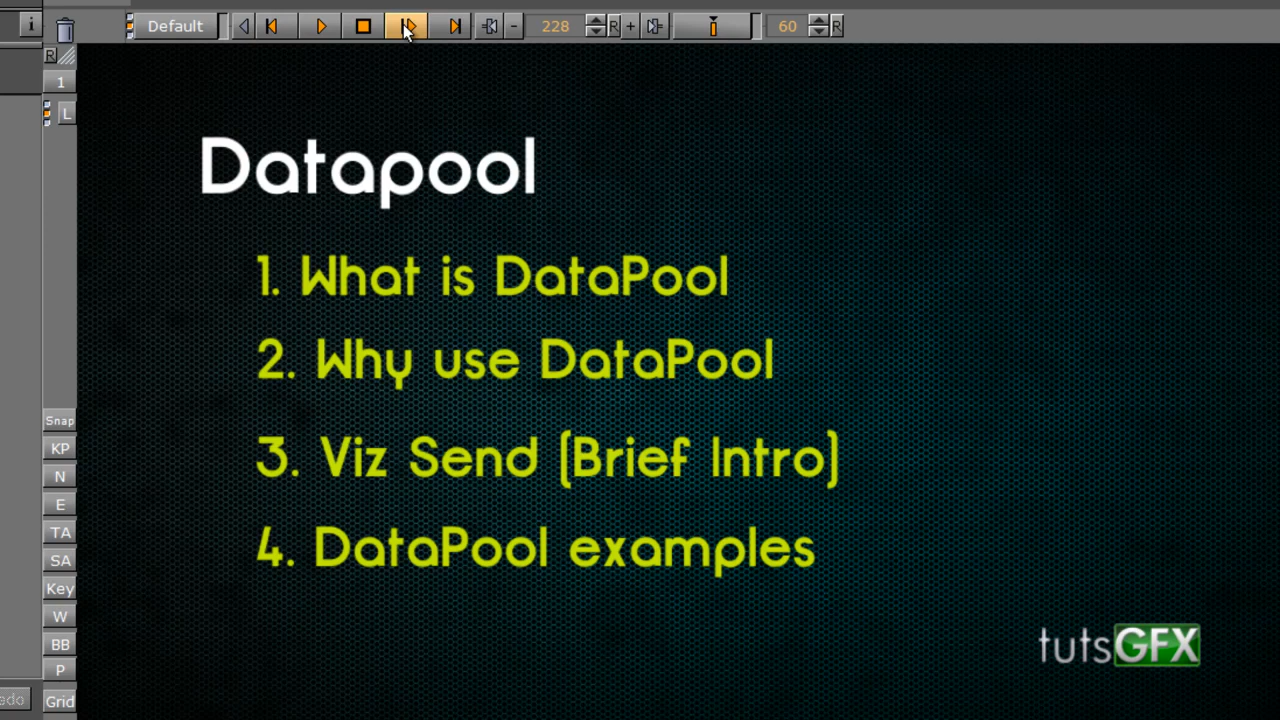 i
Default
-
228
R
+
60
R
R
1
L
Datapool
1. What is DataPool
2. Why use DataPool
3. Viz Send (Brief Intro)
4. DataPool examples
Snap
KP
N
E
TA
SA
Key
W
BB
P
Grid
tutsGFX